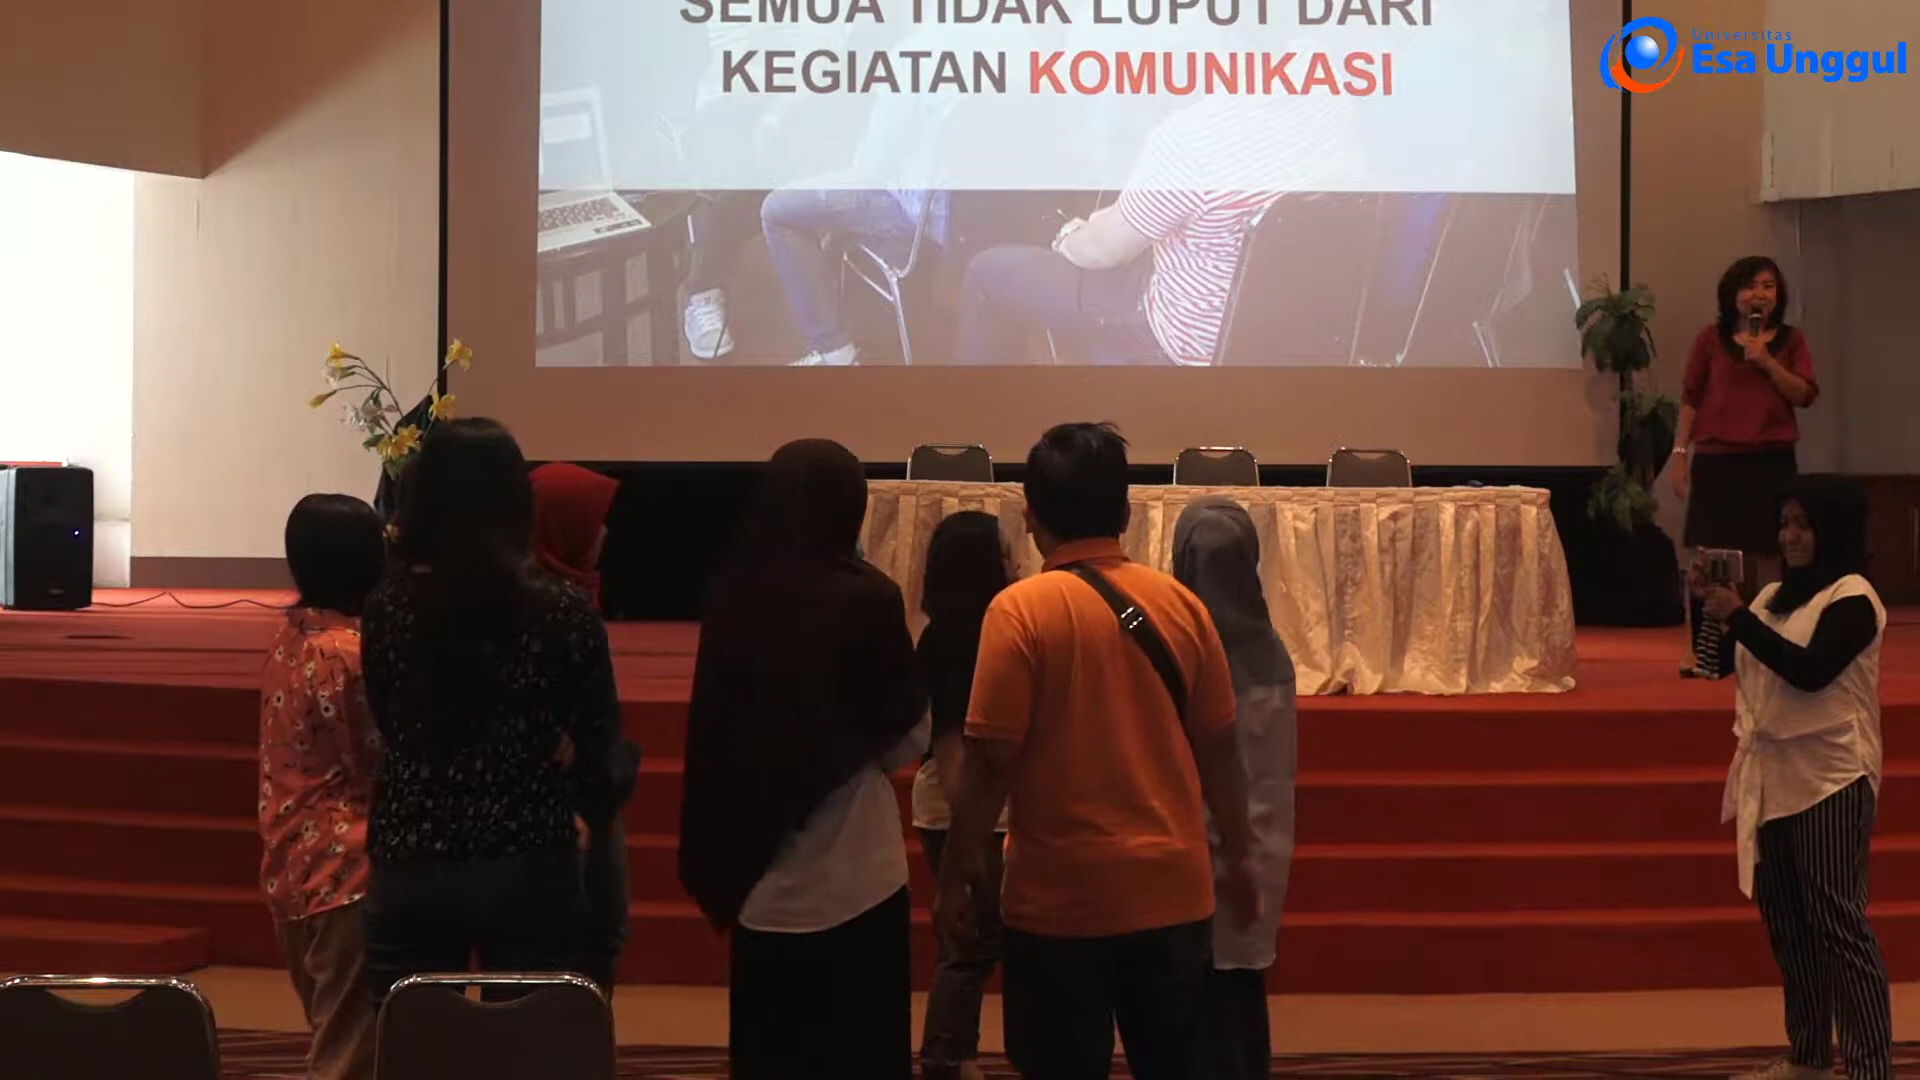 SEMUA TIDAK LUPUT DARI
KEGIATAN KOMUNIKASI
Universitas
Esa Unggul